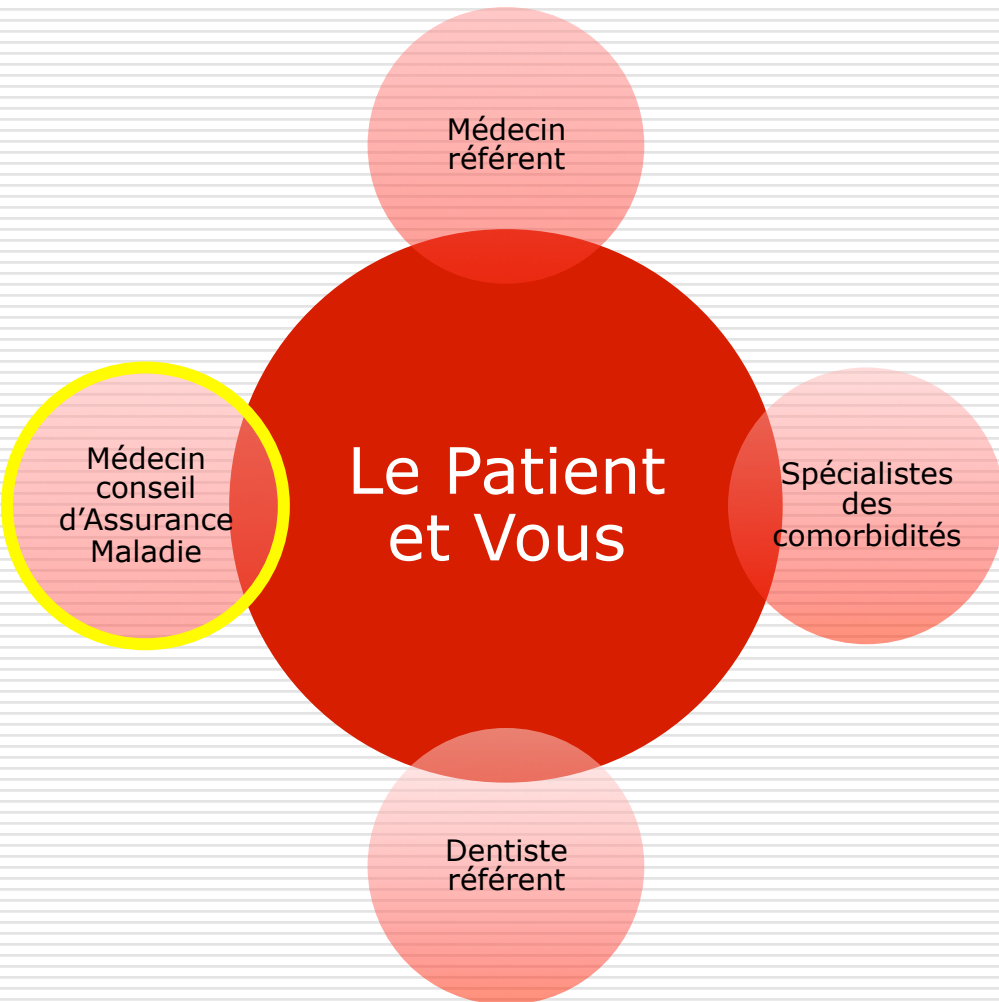 Médecin
référent
Médecin
conseil
d’Assurance
Maladie
Le Patient
et Vous
Spécialistes
des
comorbidités
Dentiste
référent